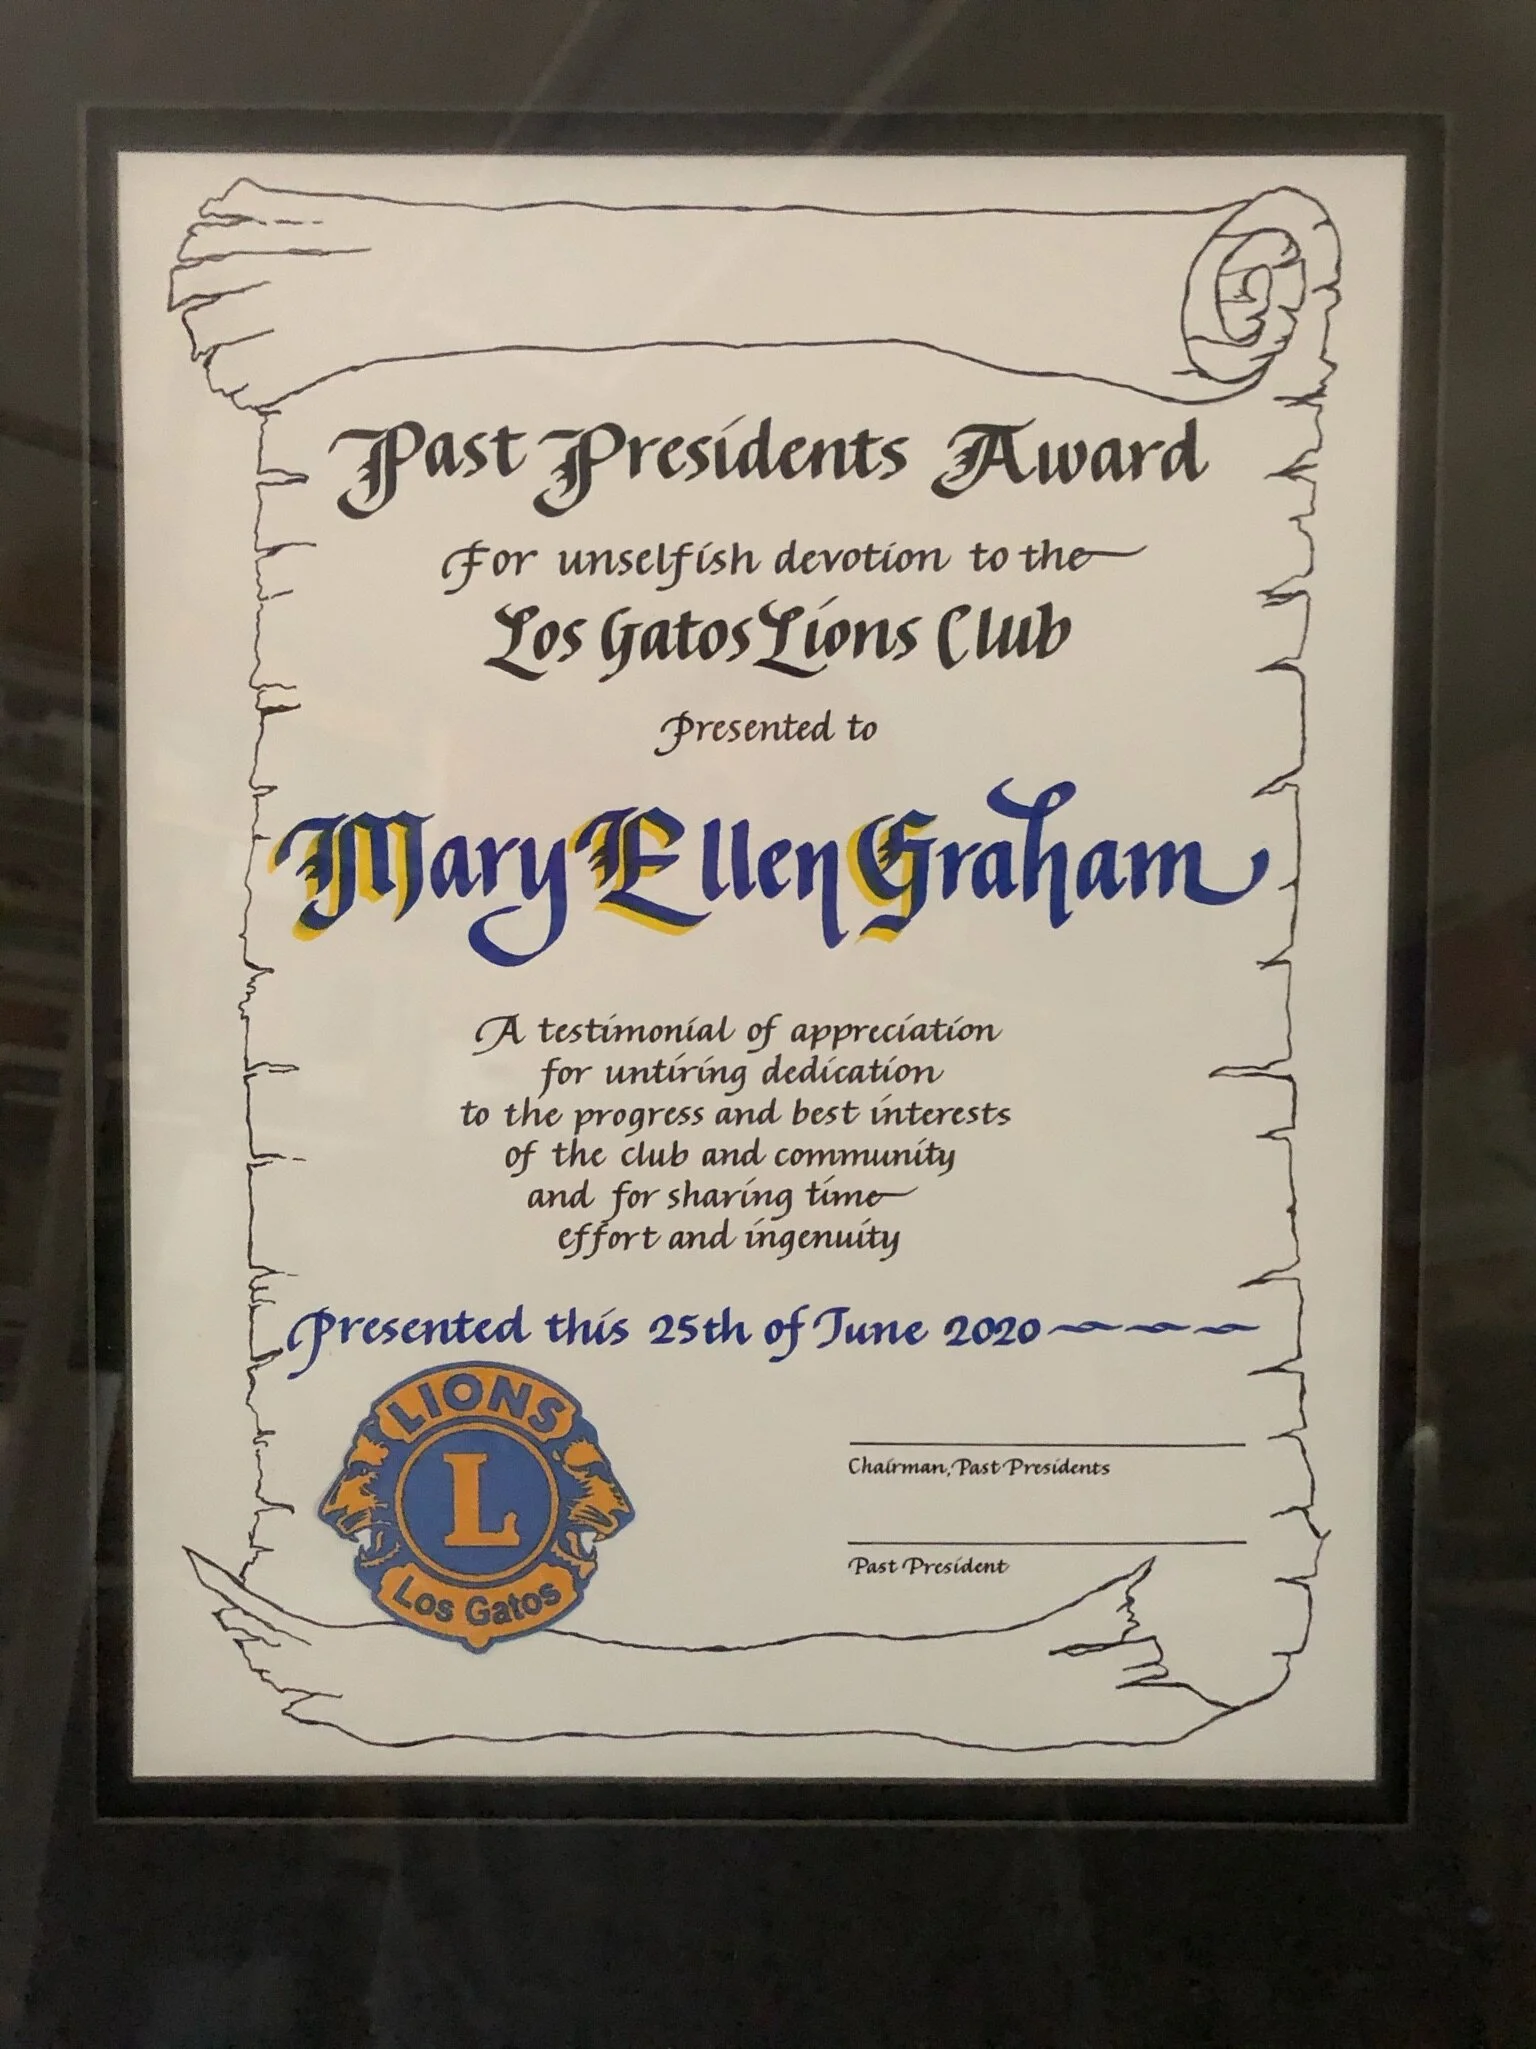 Past Presidents Award
For unselfish devotion to the
Los Gatos Lions Club
Presented to
Mary Ellen Graham
A testimonial of appreciation
for untiring dedication
to the progress and best interests
of the club and community
and for sharing time
effort and ingenuity
Presented this 25th of June 2020
LIONS
L
Los Gatos
Chairman, Past Presidents
Past President